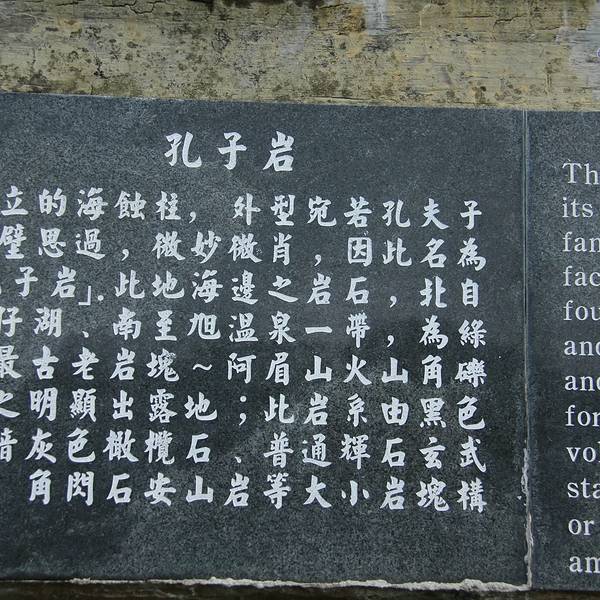 孔子岩
立的海蝕柱,外型宛若孔夫子
壁思過,微妙微肖,因此名為
子岩」.此地海邊之岩石,北自
仔湖、南至旭溫泉一帶,為綠
最古老岩塊~阿眉山火山角礫
之明顯露出地;此岩系由黑色
暗灰色橄欖石、普通輝石玄武
角閃石安山岩等大小岩塊構
Th
its
fan
fac
fou
and
and
for
vol
sta
or
am